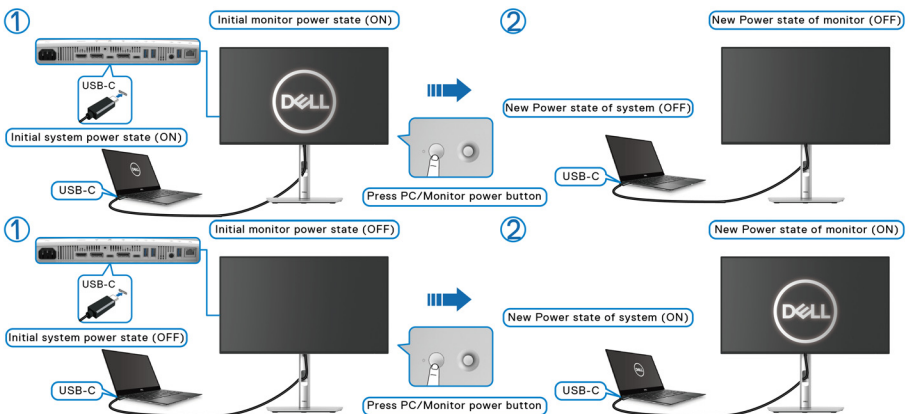 1
Initial monitor power state (ON)
2
New Power state of monitor (OFF)
USB-C
DELL
New Power state of system (OFF)
Initial system power state (ON)
DELL
USB-C
USB-C
Press PC/Monitor power button
1
Initial monitor power state (OFF)
2
New Power state of monitor (ON)
USB-C
DELL
New Power state of system (ON)
Initial system power state (OFF)
DELL
USB-C
USB-C
Press PC/Monitor power button